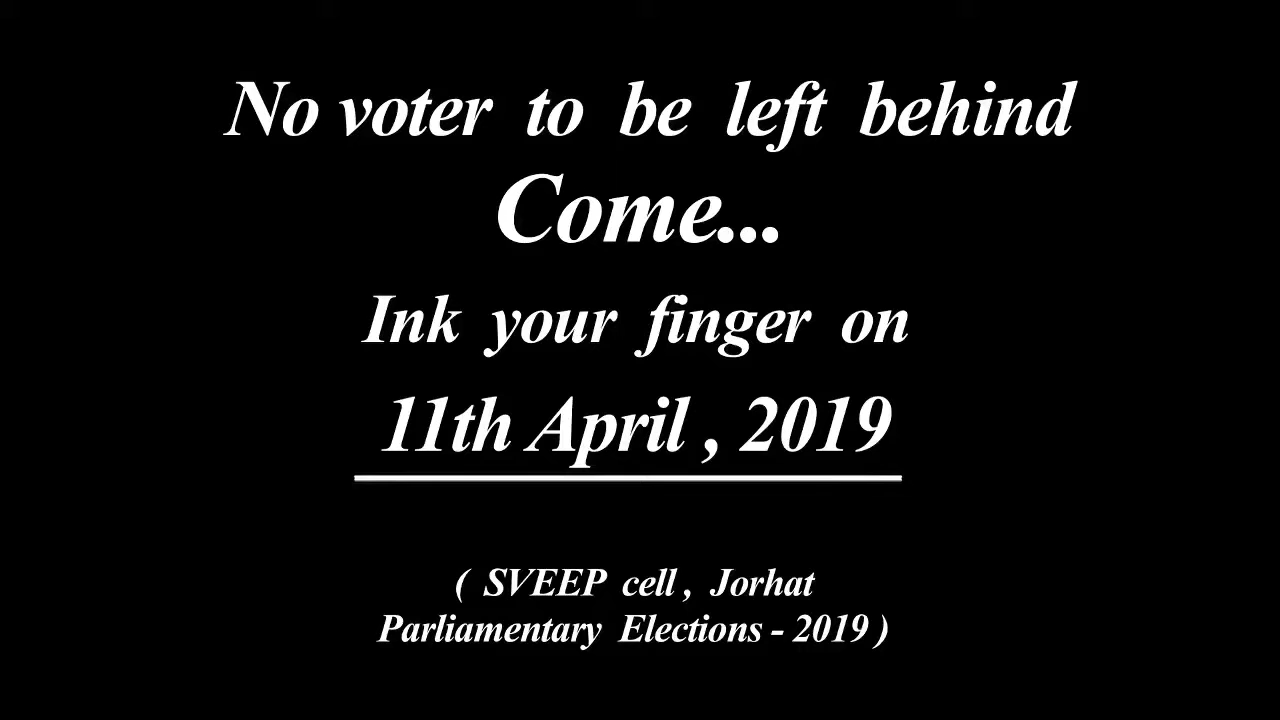 No voter to be left behind
Come...
Ink your finger on
11th April , 2019
( SVEEP cell , Jorhat
Parliamentary Elections - 2019 )